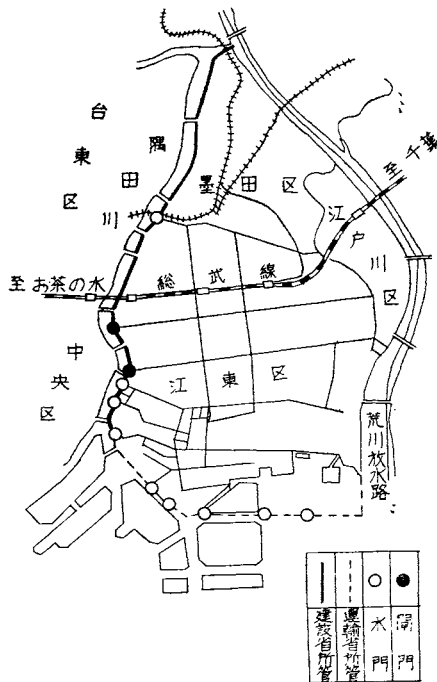 台東区
隅田川
墨田区
江戸川区
至千葉
至お茶の水
総武線
中央区
江東区
荒川放水路
建設省所管
運輸省所管
水門
閘門